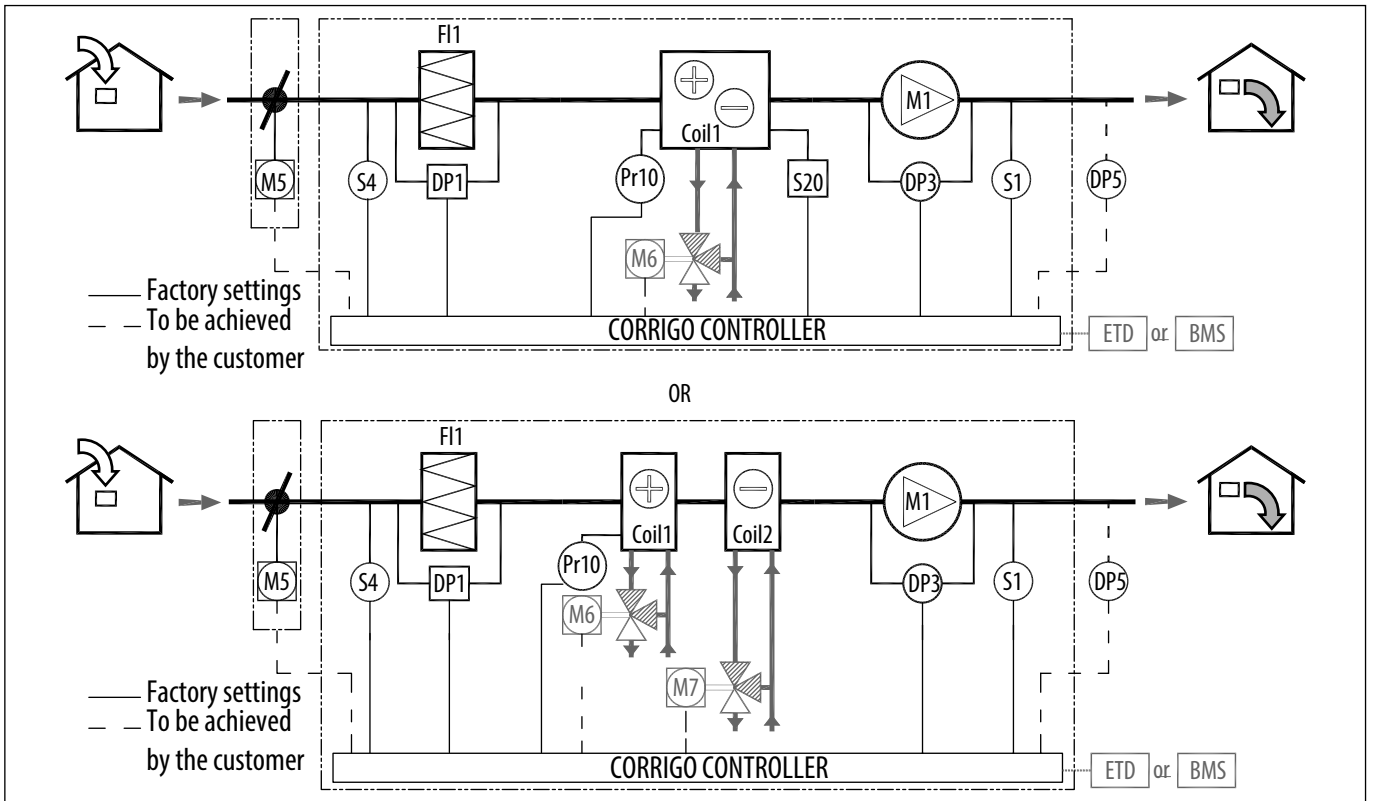 Fl1
M1
Coil1
M5
S4
DP1
Pr10
S20
DP3
S1
DP5
M6
Factory settings
To be achieved
by the customer
CORRIGO CONTROLLER
ETD or BMS
OR
Fl1
M1
Coil1
Coil2
M5
S4
DP1
Pr10
DP3
S1
DP5
M6
M7
Factory settings
To be achieved
by the customer
CORRIGO CONTROLLER
ETD or BMS